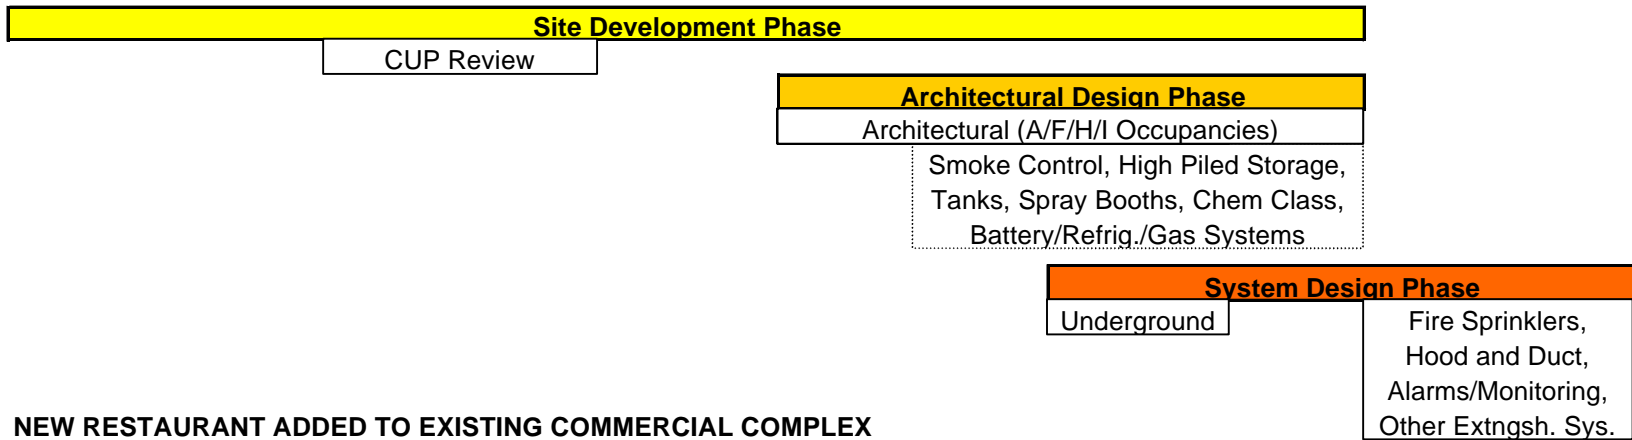 Site Development Phase
CUP Review
Architectural Design Phase
Architectural (A/F/H/I Occupancies)
Smoke Control, High Piled Storage,
Tanks, Spray Booths, Chem Class,
Battery/Refrig./Gas Systems
System Design Phase
Underground
Fire Sprinklers,
Hood and Duct,
Alarms/Monitoring,
Other Extngsh. Sys.
NEW RESTAURANT ADDED TO EXISTING COMMERCIAL COMPLEX